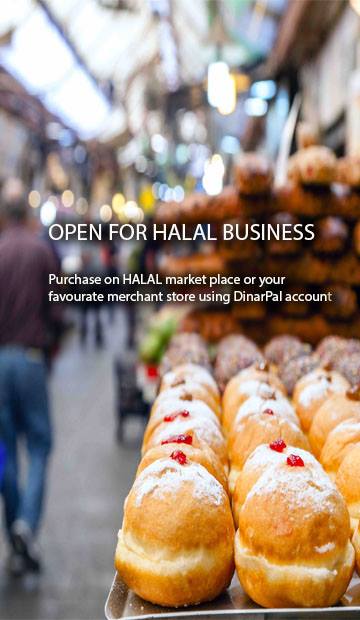 OPEN FOR HALAL BUSINESS
Purchase on HALAL market place or your
favourate merchant store using DinarPal account